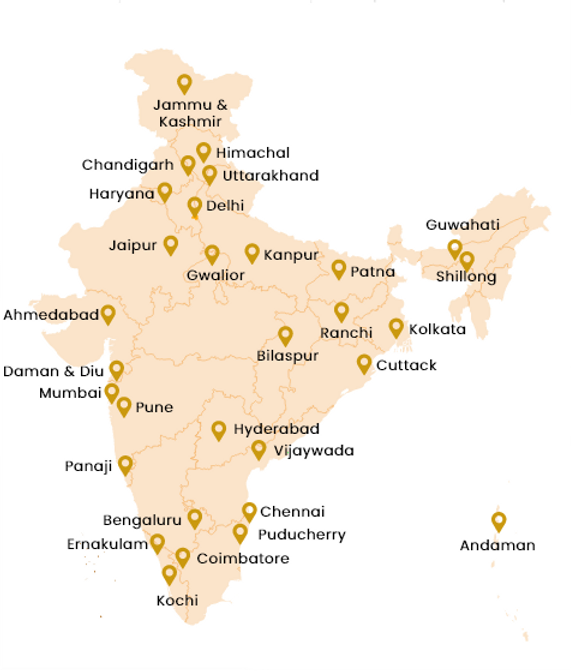 Jammu &
Kashmir
Himachal
Chandigarh
Uttarakhand
Haryana
Delhi
Guwahati
Jaipur
Kanpur
Gwalior
Patna
Shillong
Ahmedabad
Ranchi
Kolkata
Bilaspur
Cuttack
Daman & Diu
Mumbai
Pune
Hyderabad
Vijaywada
Panaji
Chennai
Bengaluru
Puducherry
Ernakulam
Andaman
Coimbatore
Kochi